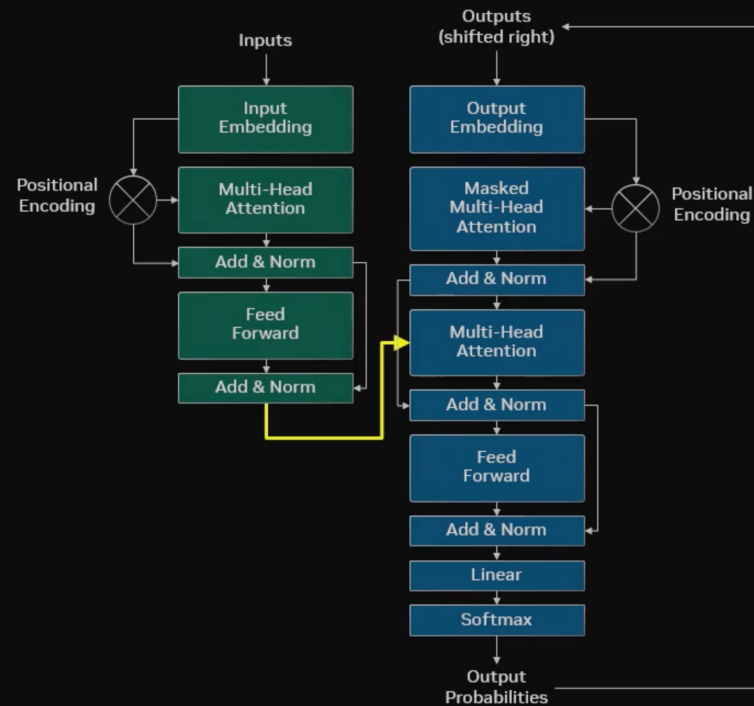 Inputs
Input
Embedding
Positional
Encoding
Multi-Head
Attention
Add & Norm
Feed
Forward
Add & Norm
Outputs
(shifted right)
Output
Embedding
Masked
Multi-Head
Attention
Positional
Encoding
Add & Norm
Multi-Head
Attention
Add & Norm
Feed
Forward
Add & Norm
Linear
Softmax
Output
Probabilities